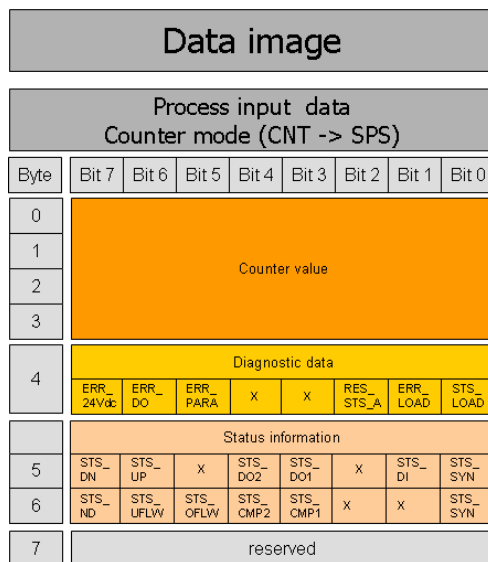 Data image
Process input data
Counter mode (CNT -> SPS)
Byte Bit 7 Bit 6 Bit 5 Bit 4 Bit 3 Bit 2 Bit 1 Bit 0
0
1
2
3
Counter value
4
Diagnostic data
ERR_ ERR_ ERR_ X X RES_ ERR_ STS_
24Vdc DO PARA STS_A LOAD LOAD
Status information
5 STS_ STS_ X STS_ STS_ X STS_ STS_
DN UP DO2 DO1 DI SYN
6 STS_ STS_ STS_ STS_ STS_ X X STS_
ND UFLW OFLW CMP2 CMP1 SYN
7 reserved